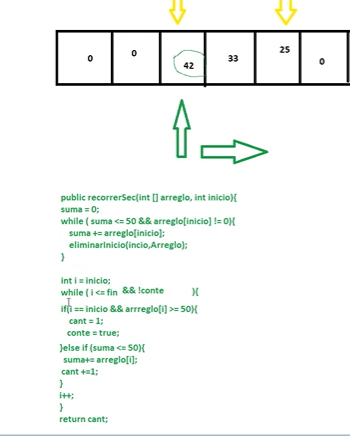 0 0 42 33 25 0
public recorrerSec(int [] arreglo, int inicio){
suma = 0;
while ( suma <= 50 && arreglo[inicio] != 0){
suma += arreglo[inicio];
eliminarInicio(incio,Arreglo);
}
int i = inicio;
while ( i <= fin && !conte ){
if(i == inicio && arrreglo[i] >= 50){
cant = 1;
conte = true;
}else if (suma <= 50){
suma+= arreglo[i];
cant +=1;
}
i++;
}
return cant;